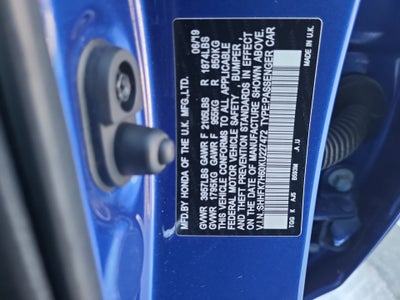 MFD.BY HONDA OF THE U.K. MFG.,LTD. 06/19
GVWR 3957LBS GAWR F 2105LBS R 1874LBS
GVWR 1795KG GAWR F 955KG R 850KG
THIS VEHICLE CONFORMS TO ALL APPLICABLE
FEDERAL MOTOR VEHICLE SAFETY , BUMPER,
AND THEFT PREVENTION STANDARDS IN EFFECT
ON THE DATE OF MANUFACTURE SHOWN ABOVE.
TYPE:PASSENGER CAR
MADE IN U.K.